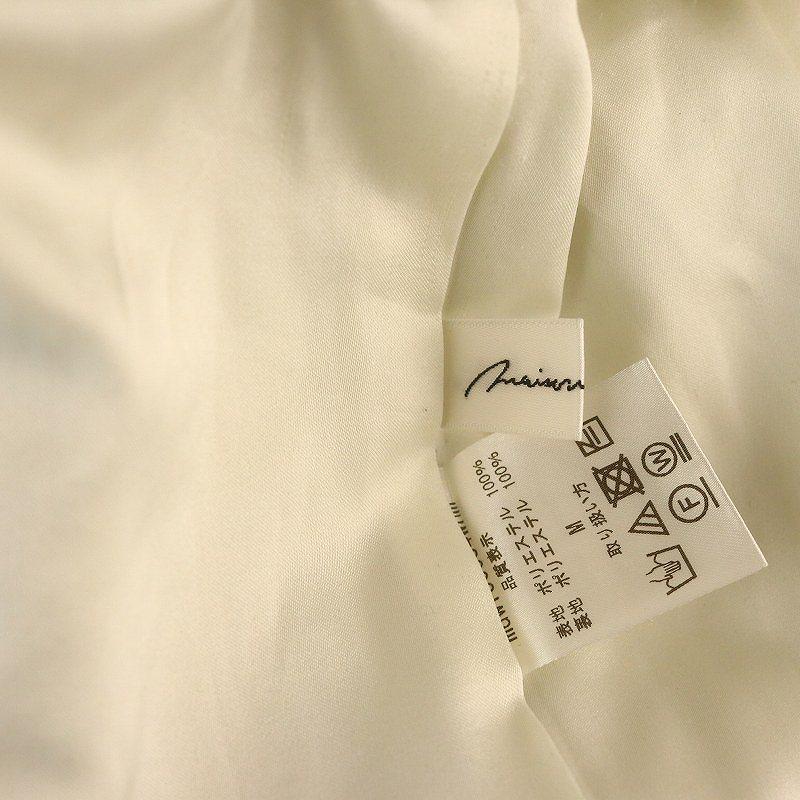 maison
品質表示
表地 ポリエステル 100%
表地 ポリエステル 100%
M
取り扱い方
F
W